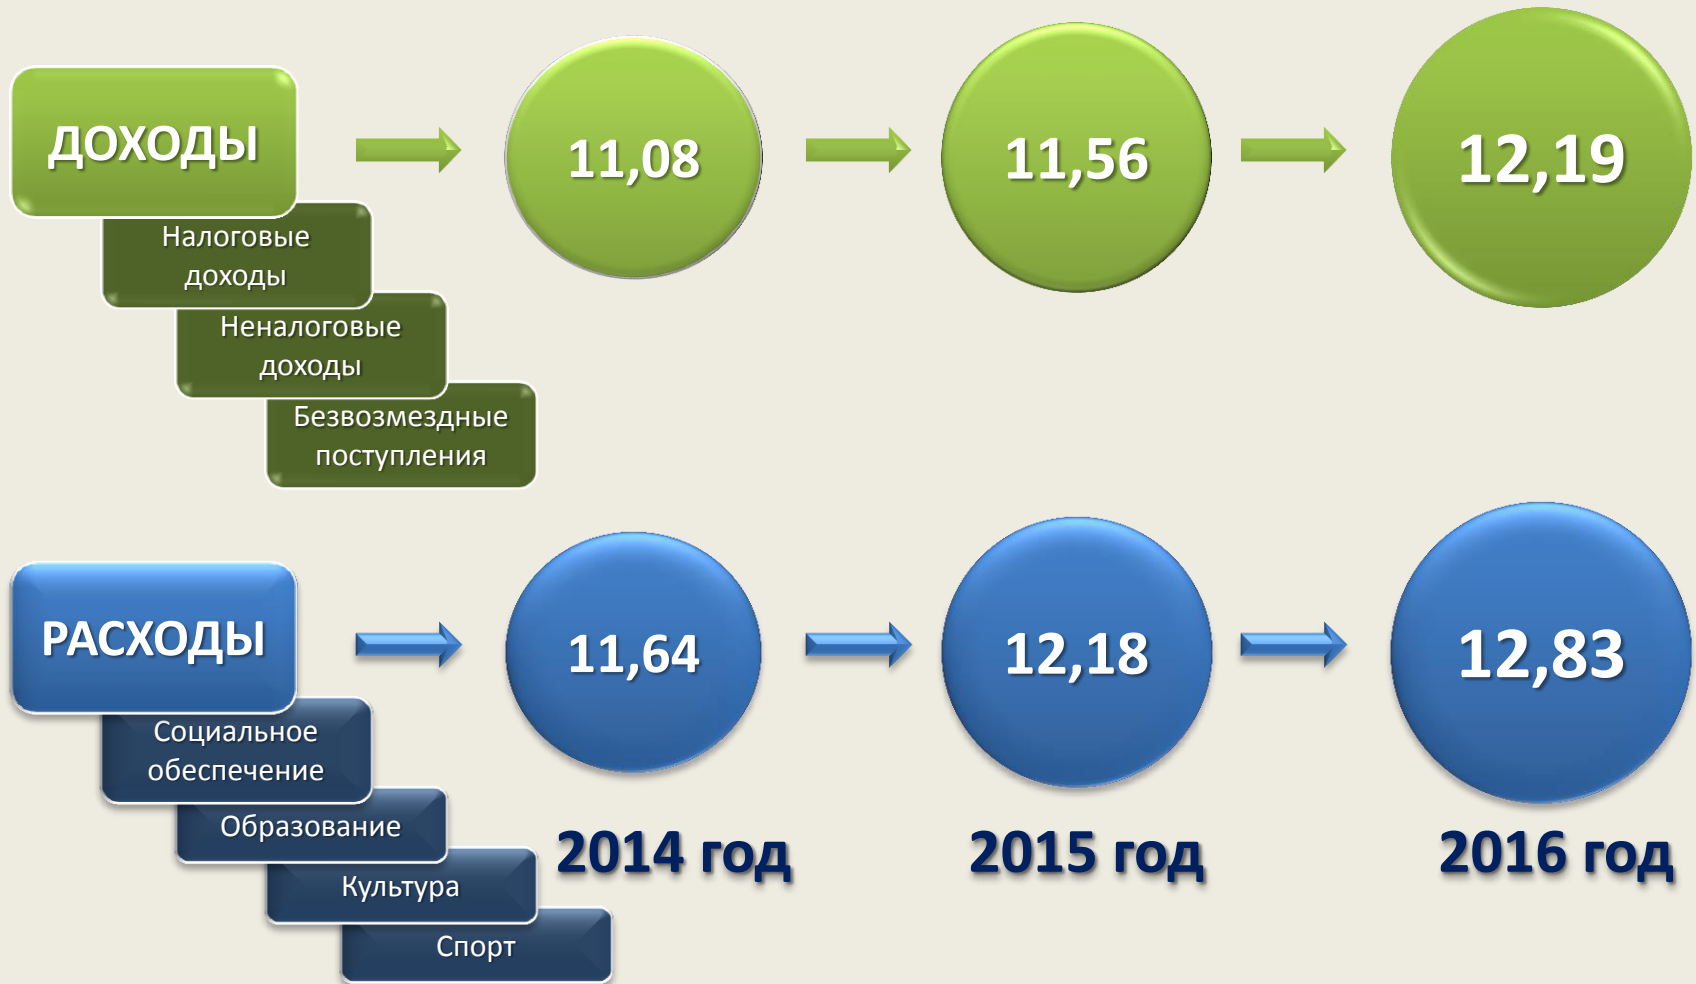 ДОХОДЫ
11,08
11,56
12,19
Налоговые
доходы
Неналоговые
доходы
Безвозмездные
поступления
РАСХОДЫ
11,64
12,18
12,83
Социальное
обеспечение
Образование
Культура
Спорт
2014 год
2015 год
2016 год